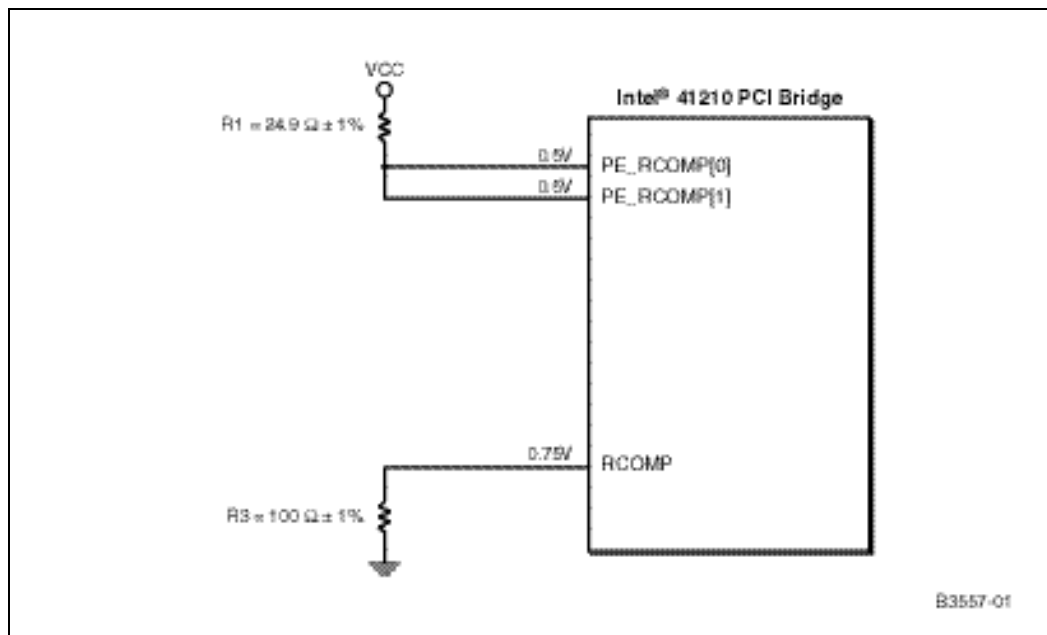 VCC
Intel® 41210 PCI Bridge
R1 = 24.9 Ω ± 1%
0.5V
PE_RCOMP[0]
0.5V
PE_RCOMP[1]
0.75V
RCOMP
R3 = 100 Ω ± 1%
B3557-01